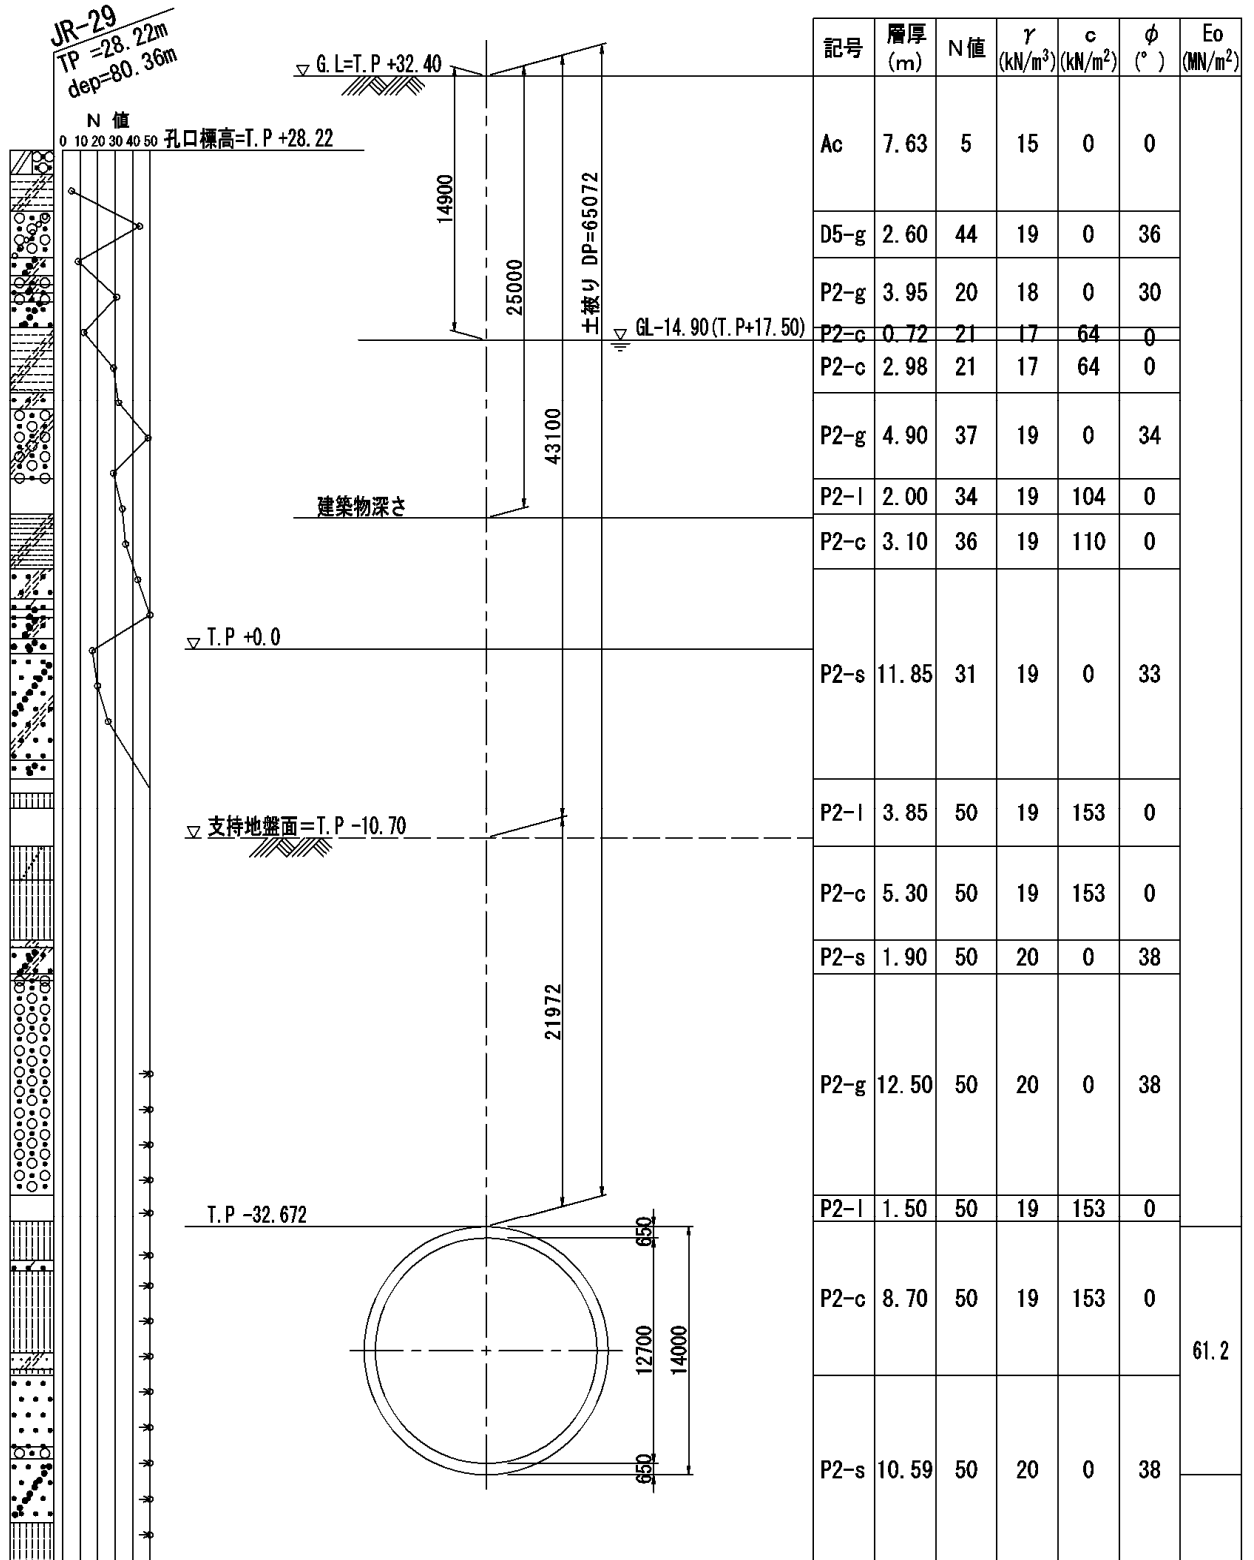 JR-29
TP =28.22m
dep=80.36m
N 値
0 10 20 30 40 50
孔口標高=T.P +28.22
G.L=T.P +32.40
14900
25000
土被り DP=65072
GL-14.90(T.P+17.50)
43100
建築物深さ
T.P +0.0
支持地盤面=T.P -10.70
21972
T.P -32.672
650
12700
14000
650
記号 層厚(m) N値 γ(kN/m³) c(kN/m²) φ(°) Eo(MN/m²)
Ac 7.63 5 15 0 0
D5-g 2.60 44 19 0 36
P2-g 3.95 20 18 0 30
P2-c 0.72 21 17 64 0
P2-c 2.98 21 17 64 0
P2-g 4.90 37 19 0 34
P2-l 2.00 34 19 104 0
P2-c 3.10 36 19 110 0
P2-s 11.85 31 19 0 33
P2-l 3.85 50 19 153 0
P2-c 5.30 50 19 153 0
P2-s 1.90 50 20 0 38
P2-g 12.50 50 20 0 38
P2-l 1.50 50 19 153 0
P2-c 8.70 50 19 153 0
61.2
P2-s 10.59 50 20 0 38